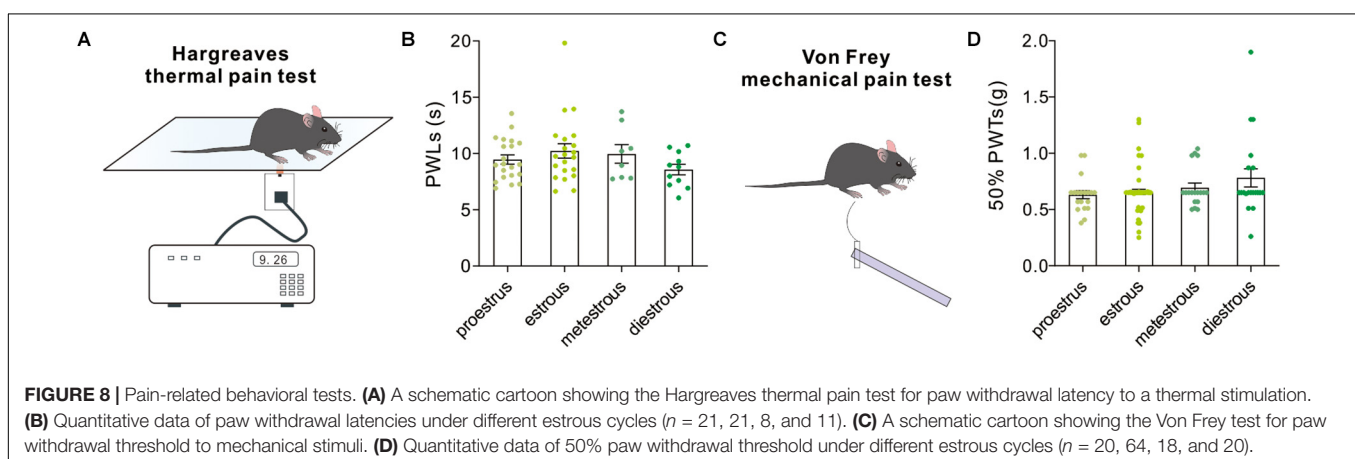 A
Hargreaves
thermal pain test
9. 26
B
PWLs (s)
20
15
10
5
0
proestrus
estrous
metestrous
diestrous
C
Von Frey
mechanical pain test
D
50% PWTs(g)
2.0
1.5
1.0
0.5
0.0
proestrus
estrous
metestrous
diestrous
FIGURE 8 | Pain-related behavioral tests. (A) A schematic cartoon showing the Hargreaves thermal pain test for paw withdrawal latency to a thermal stimulation.
(B) Quantitative data of paw withdrawal latencies under different estrous cycles (n = 21, 21, 8, and 11). (C) A schematic cartoon showing the Von Frey test for paw
withdrawal threshold to mechanical stimuli. (D) Quantitative data of 50% paw withdrawal threshold under different estrous cycles (n = 20, 64, 18, and 20).